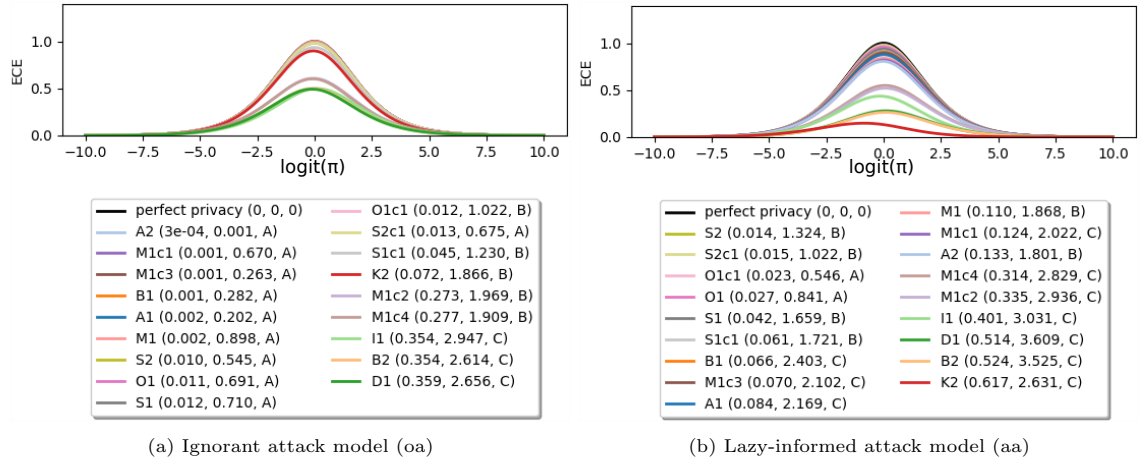 ECE
1.0
0.5
0.0
−10.0 −7.5 −5.0 −2.5 0.0 2.5 5.0 7.5 10.0
logit(π)
perfect privacy (0, 0, 0)
A2 (3e-04, 0.001, A)
M1c1 (0.001, 0.670, A)
M1c3 (0.001, 0.263, A)
B1 (0.001, 0.282, A)
A1 (0.002, 0.202, A)
M1 (0.002, 0.898, A)
S2 (0.010, 0.545, A)
O1 (0.011, 0.691, A)
S1 (0.012, 0.710, A)
O1c1 (0.012, 1.022, B)
S2c1 (0.013, 0.675, A)
S1c1 (0.045, 1.230, B)
K2 (0.072, 1.866, B)
M1c2 (0.273, 1.969, B)
M1c4 (0.277, 1.909, B)
I1 (0.354, 2.947, C)
B2 (0.354, 2.614, C)
D1 (0.359, 2.656, C)
(a) Ignorant attack model (oa)
ECE
1.0
0.5
0.0
−10.0 −7.5 −5.0 −2.5 0.0 2.5 5.0 7.5 10.0
logit(π)
perfect privacy (0, 0, 0)
S2 (0.014, 1.324, B)
S2c1 (0.015, 1.022, B)
O1c1 (0.023, 0.546, A)
O1 (0.027, 0.841, A)
S1 (0.042, 1.659, B)
S1c1 (0.061, 1.721, B)
B1 (0.066, 2.403, C)
M1c3 (0.070, 2.102, C)
A1 (0.084, 2.169, C)
M1 (0.110, 1.868, B)
M1c1 (0.124, 2.022, C)
A2 (0.133, 1.801, B)
M1c4 (0.314, 2.829, C)
M1c2 (0.335, 2.936, C)
I1 (0.401, 3.031, C)
D1 (0.514, 3.609, C)
B2 (0.524, 3.525, C)
K2 (0.617, 2.631, C)
(b) Lazy-informed attack model (aa)